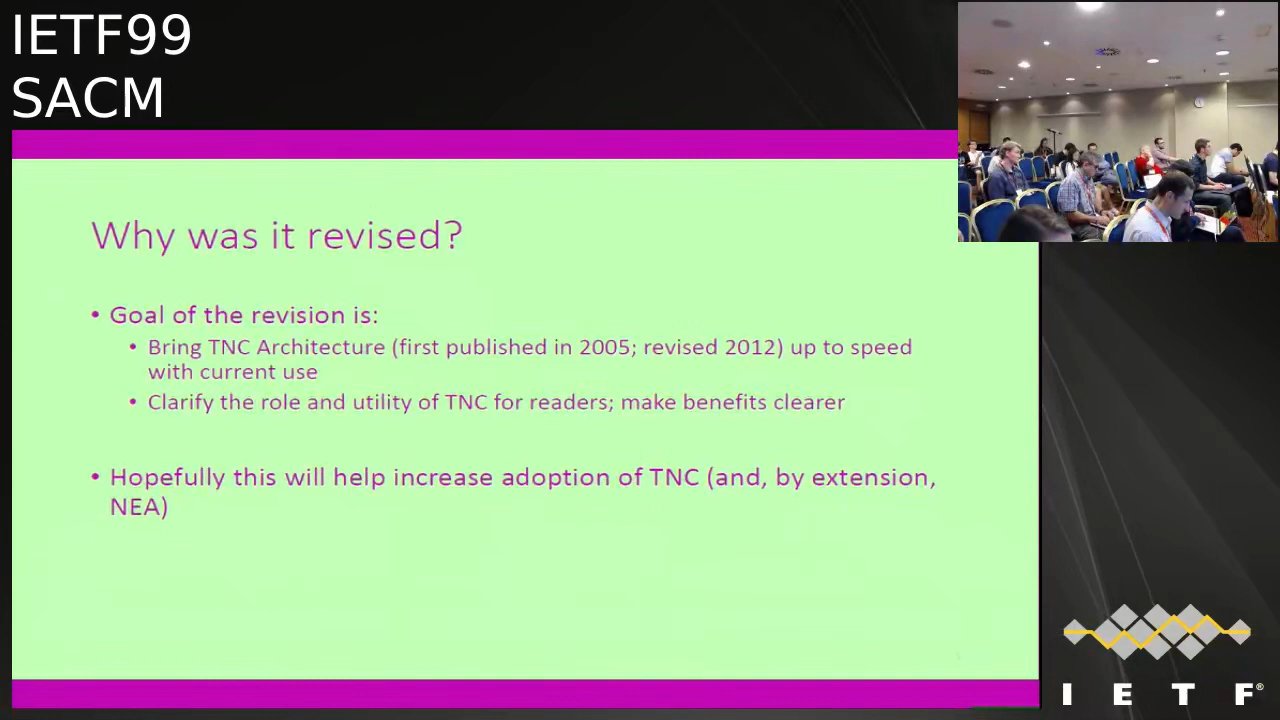 IETF99
SACM
Why was it revised?
• Goal of the revision is:
• Bring TNC Architecture (first published in 2005; revised 2012) up to speed
with current use
• Clarify the role and utility of TNC for readers; make benefits clearer
• Hopefully this will help increase adoption of TNC (and, by extension,
NEA)
I E T F®